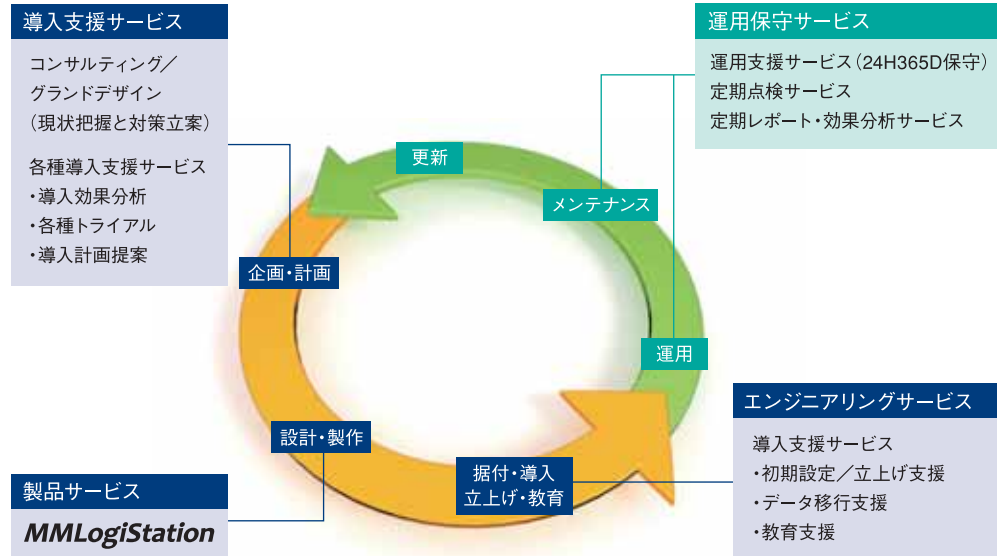 導入支援サービス
コンサルティング／
グランドデザイン
（現状把握と対策立案）
各種導入支援サービス
・導入効果分析
・各種トライアル
・導入計画提案
運用保守サービス
運用支援サービス（24H365D保守）
定期点検サービス
定期レポート・効果分析サービス
更新
メンテナンス
企画・計画
運用
設計・製作
据付・導入
立上げ・教育
エンジニアリングサービス
導入支援サービス
・初期設定／立上げ支援
・データ移行支援
・教育支援
製品サービス
MMLogiStation